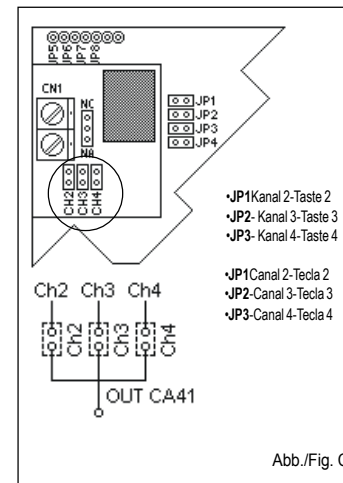 JP5
JP6
JP7
JP8
CN1
NC
NA
JP1
JP2
JP3
JP4
CH2
CH3
CH4
•JP1Kanal 2-Taste 2
•JP2- Kanal 3-Taste 3
•JP3- Kanal 4-Taste 4
•JP1Canal 2-Tecla 2
•JP2-Canal 3-Tecla 3
•JP3-Canal 4-Tecla 4
Ch2 Ch3 Ch4
Ch2
Ch3
Ch4
OUT CA41
Abb./Fig.